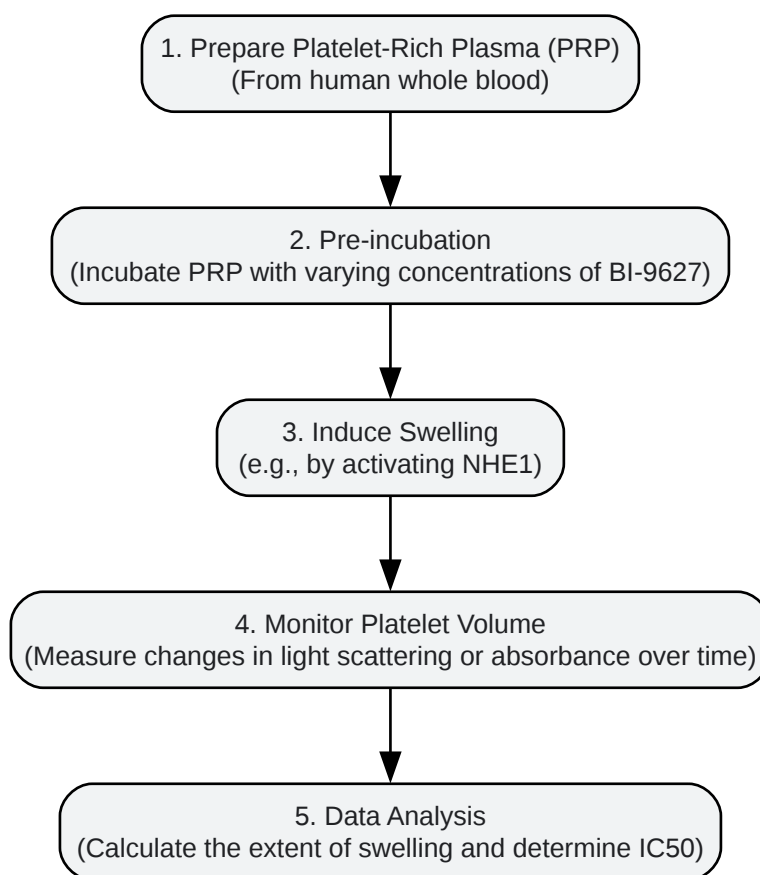 1. Prepare Platelet-Rich Plasma (PRP)
(From human whole blood)
2. Pre-incubation
(Incubate PRP with varying concentrations of BI-9627)
3. Induce Swelling
(e.g., by activating NHE1)
4. Monitor Platelet Volume
(Measure changes in light scattering or absorbance over time)
5. Data Analysis
(Calculate the extent of swelling and determine IC50)